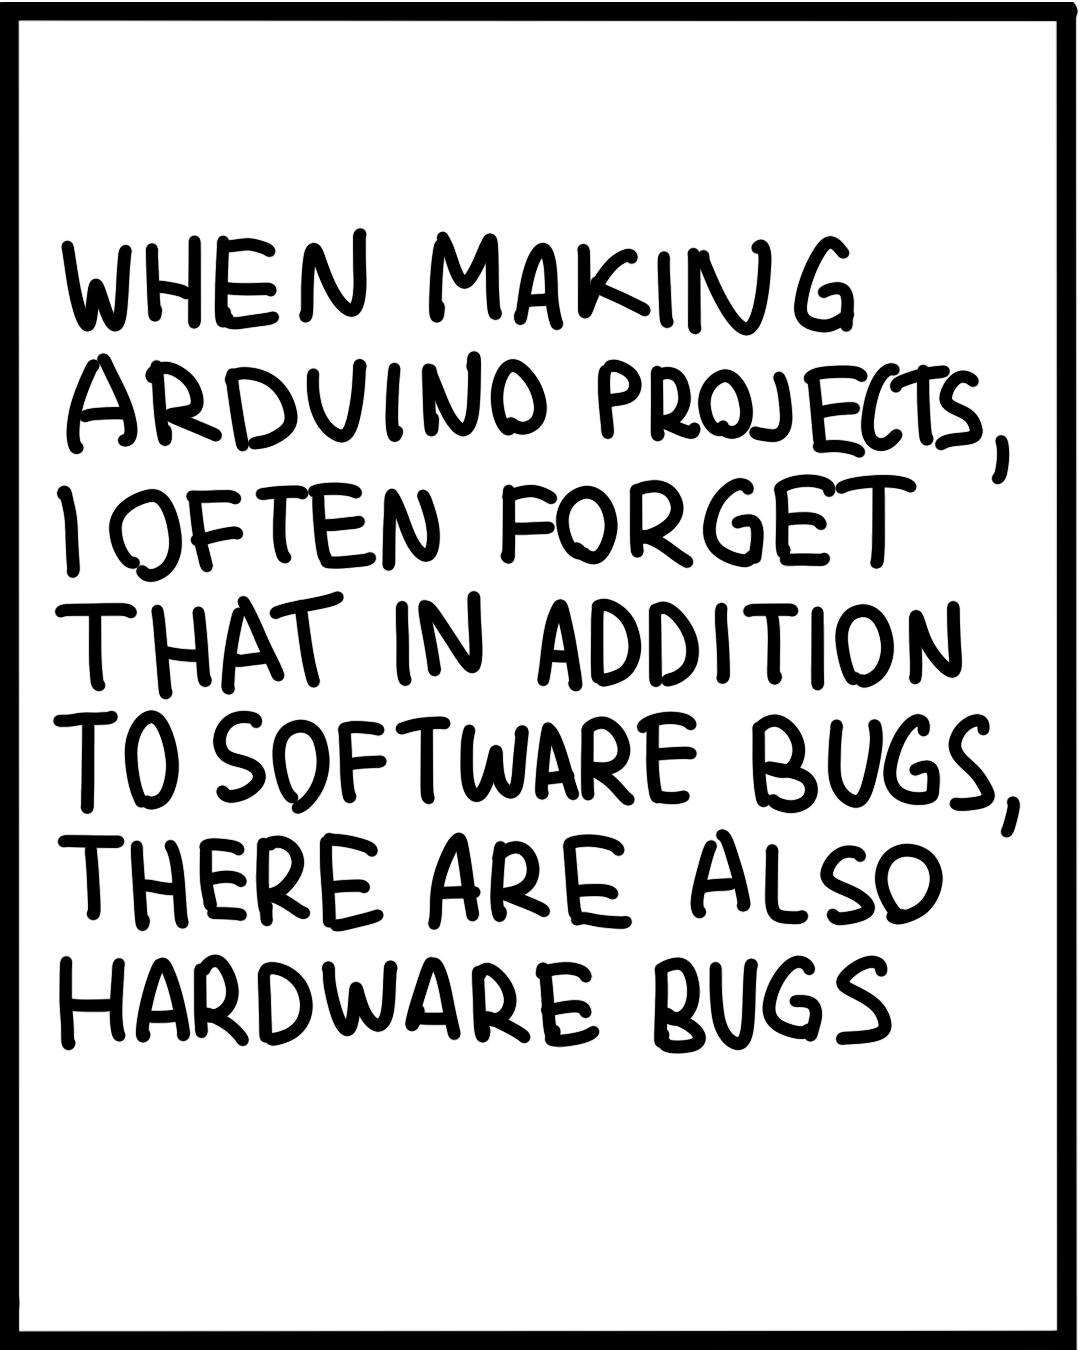 WHEN MAKING
ARDUINO PROJECTS,
I OFTEN FORGET
THAT IN ADDITION
TO SOFTWARE BUGS,
THERE ARE ALSO
HARDWARE BUGS